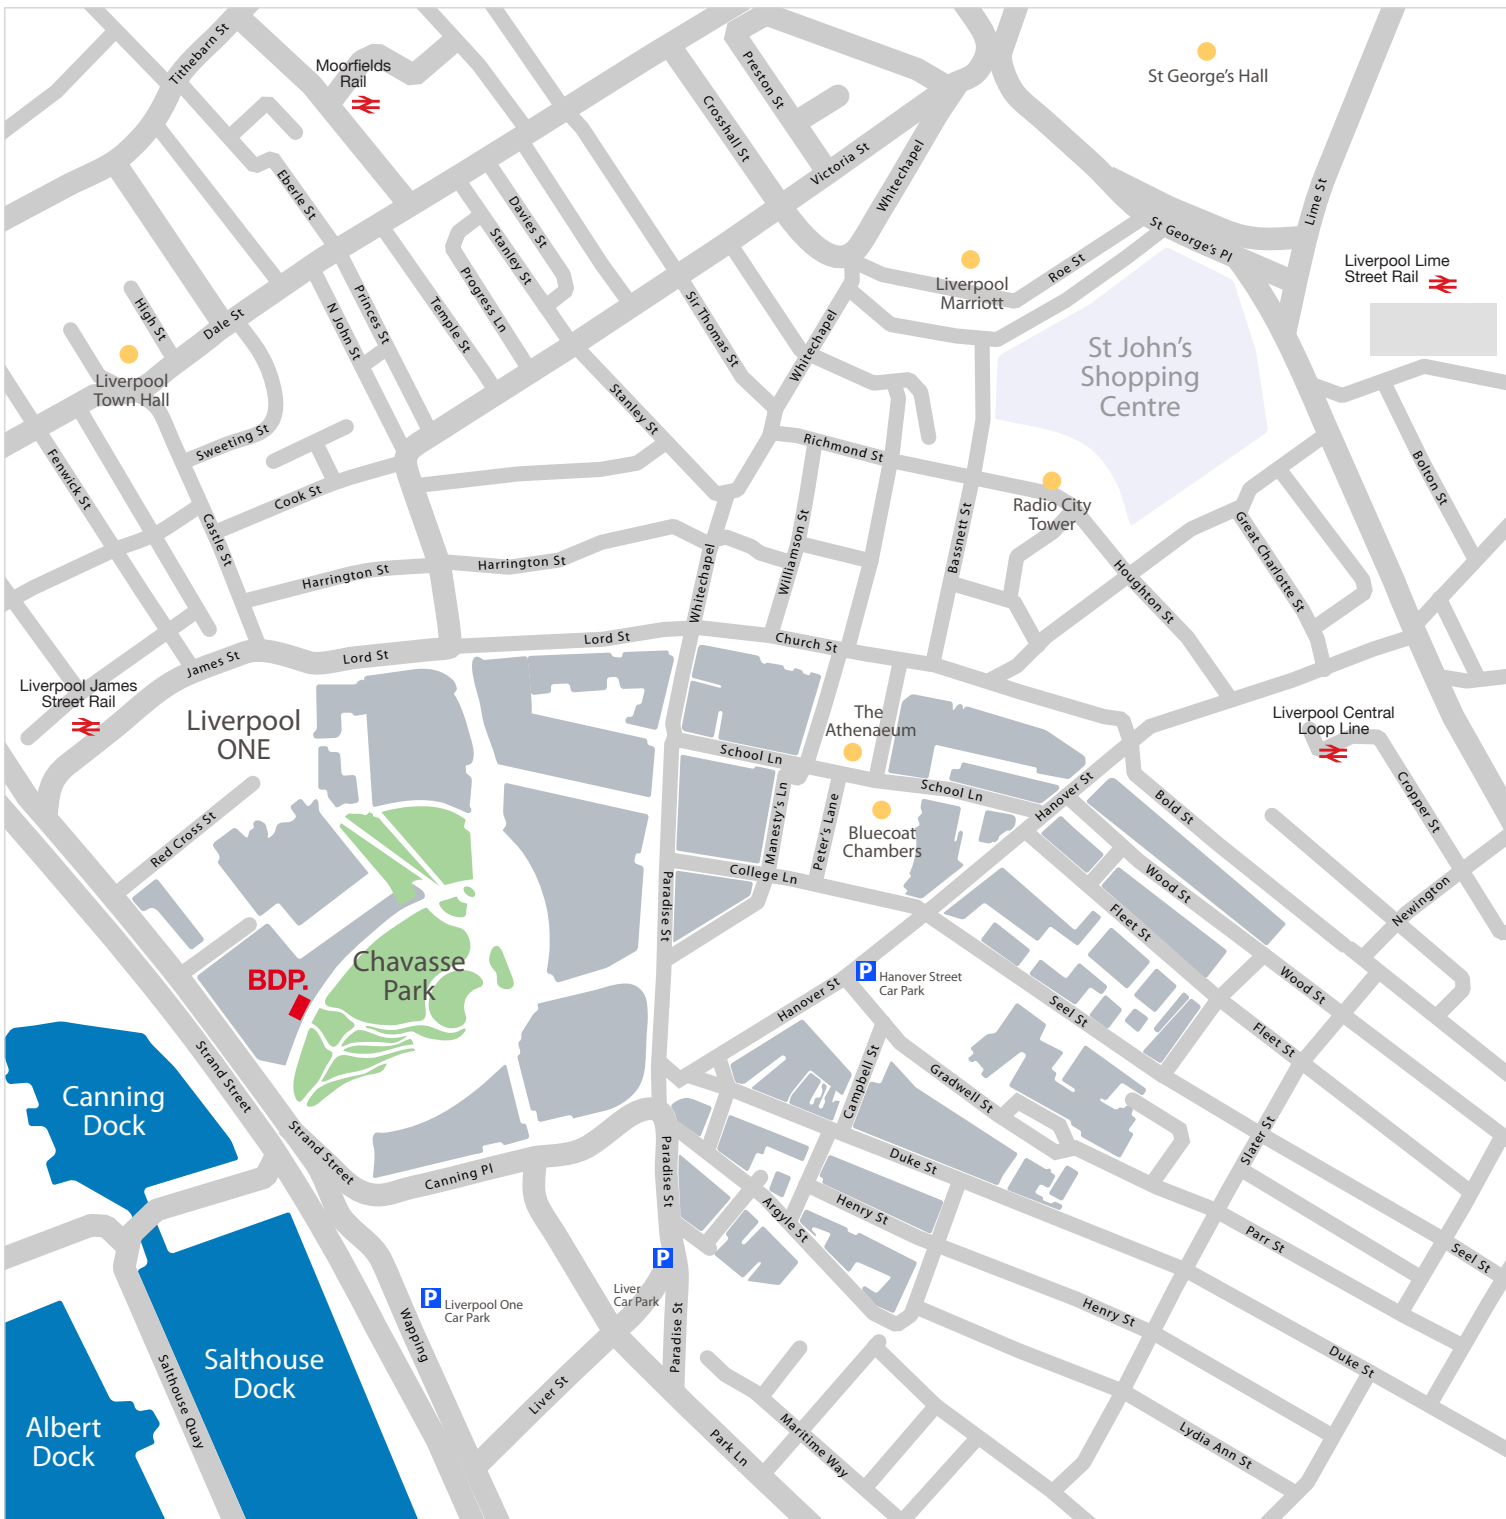 Tithebarn St
Moorfields
Rail
Preston St
St George's Hall
Crosshall St
Victoria St
Whitechapel
Eberle St
Davies St
Stanley St
Lime St
St George's Pl
Roe St
Liverpool Lime
Street Rail
Liverpool
Marriott
High St
Dale St
N John St
Princes St
Temple St
Progress Ln
Sir Thomas St
Whitechapel
St John's
Shopping
Centre
Liverpool
Town Hall
Sweeting St
Stanley St
Richmond St
Fenwick St
Cook St
Castle St
Radio City
Tower
Bolton St
Great Charlotte St
Williamson St
Bassnett St
Houghton St
Harrington St
Harrington St
Whitechapel
James St
Lord St
Lord St
Church St
Liverpool James
Street Rail
Liverpool
ONE
The
Athenaeum
Liverpool Central
Loop Line
School Ln
School Ln
Hanover St
Bold St
Cropper St
Red Cross St
Manesty's Ln
Peter's Lane
Bluecoat
Chambers
College Ln
Paradise St
Wood St
Fleet St
Newington
Chavasse
Park
BDP.
P
Hanover Street
Car Park
Hanover St
Seel St
Wood St
Fleet St
Strand Street
Canning
Dock
Strand Street
Campbell St
Gradwell St
Slater St
Canning Pl
Paradise St
Duke St
Henry St
Argyle St
Parr St
Seel St
P
Liver
Car Park
P
Liverpool One
Car Park
Wapping
Paradise St
Henry St
Duke St
Salthouse
Dock
Salthouse Quay
Albert
Dock
Liver St
Park Ln
Maritime Way
Lydia Ann St